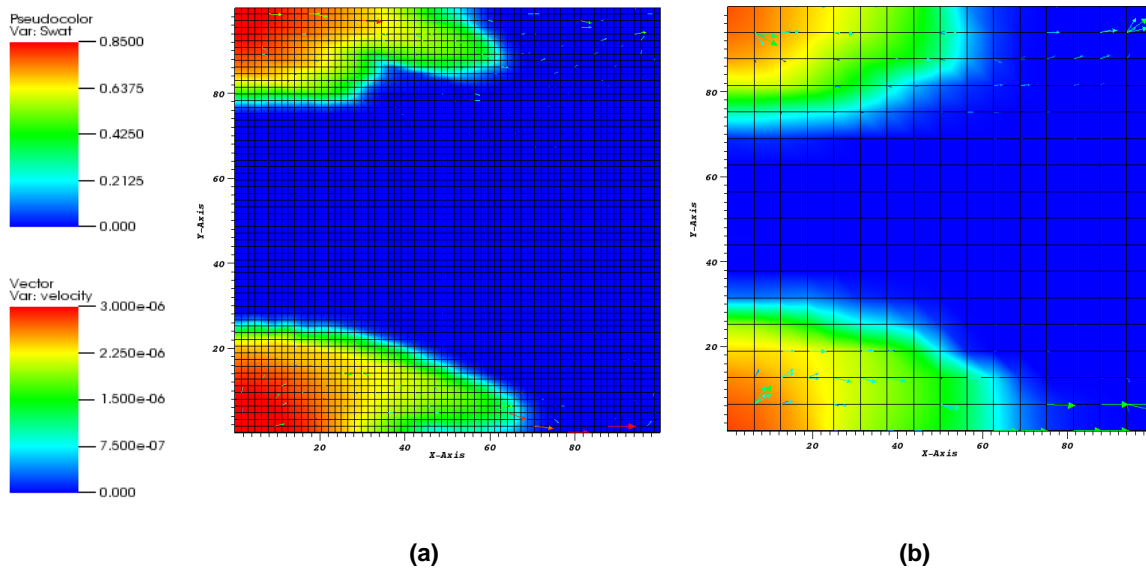 Pseudocolor
Var: Swat
0.8500
0.6375
0.4250
0.2125
0.000
Vector
Var: velocity
3.000e-06
2.250e-06
1.500e-06
7.500e-07
0.000
Y-Axis
80
60
40
20
20
40
60
80
X-Axis
(a)
Y-Axis
80
60
40
20
20
40
60
80
X-Axis
(b)